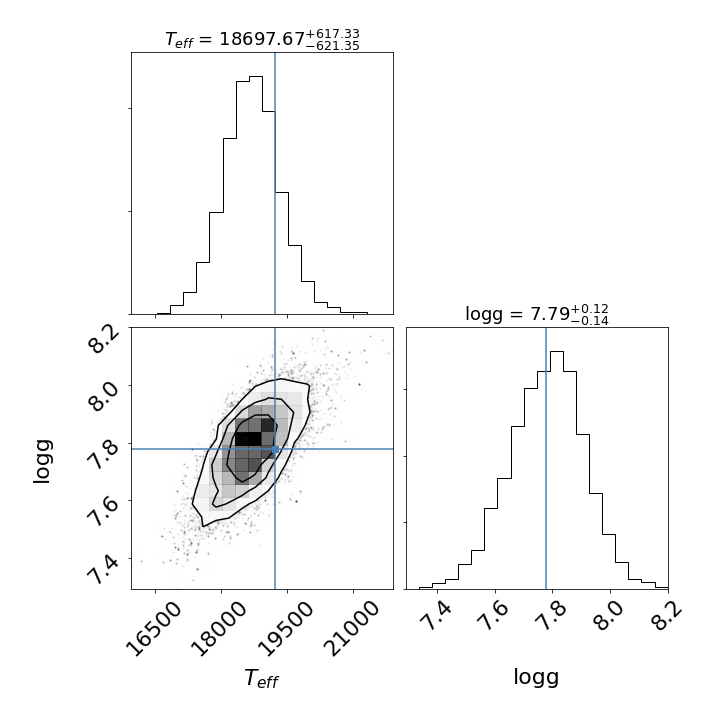 T_eff = 18697.67^{+617.33}_{-621.35}
logg = 7.79^{+0.12}_{-0.14}
8.2
8.0
7.8
7.6
7.4
logg
16500 18000 19500 21000
T_eff
7.4 7.6 7.8 8.0 8.2
logg